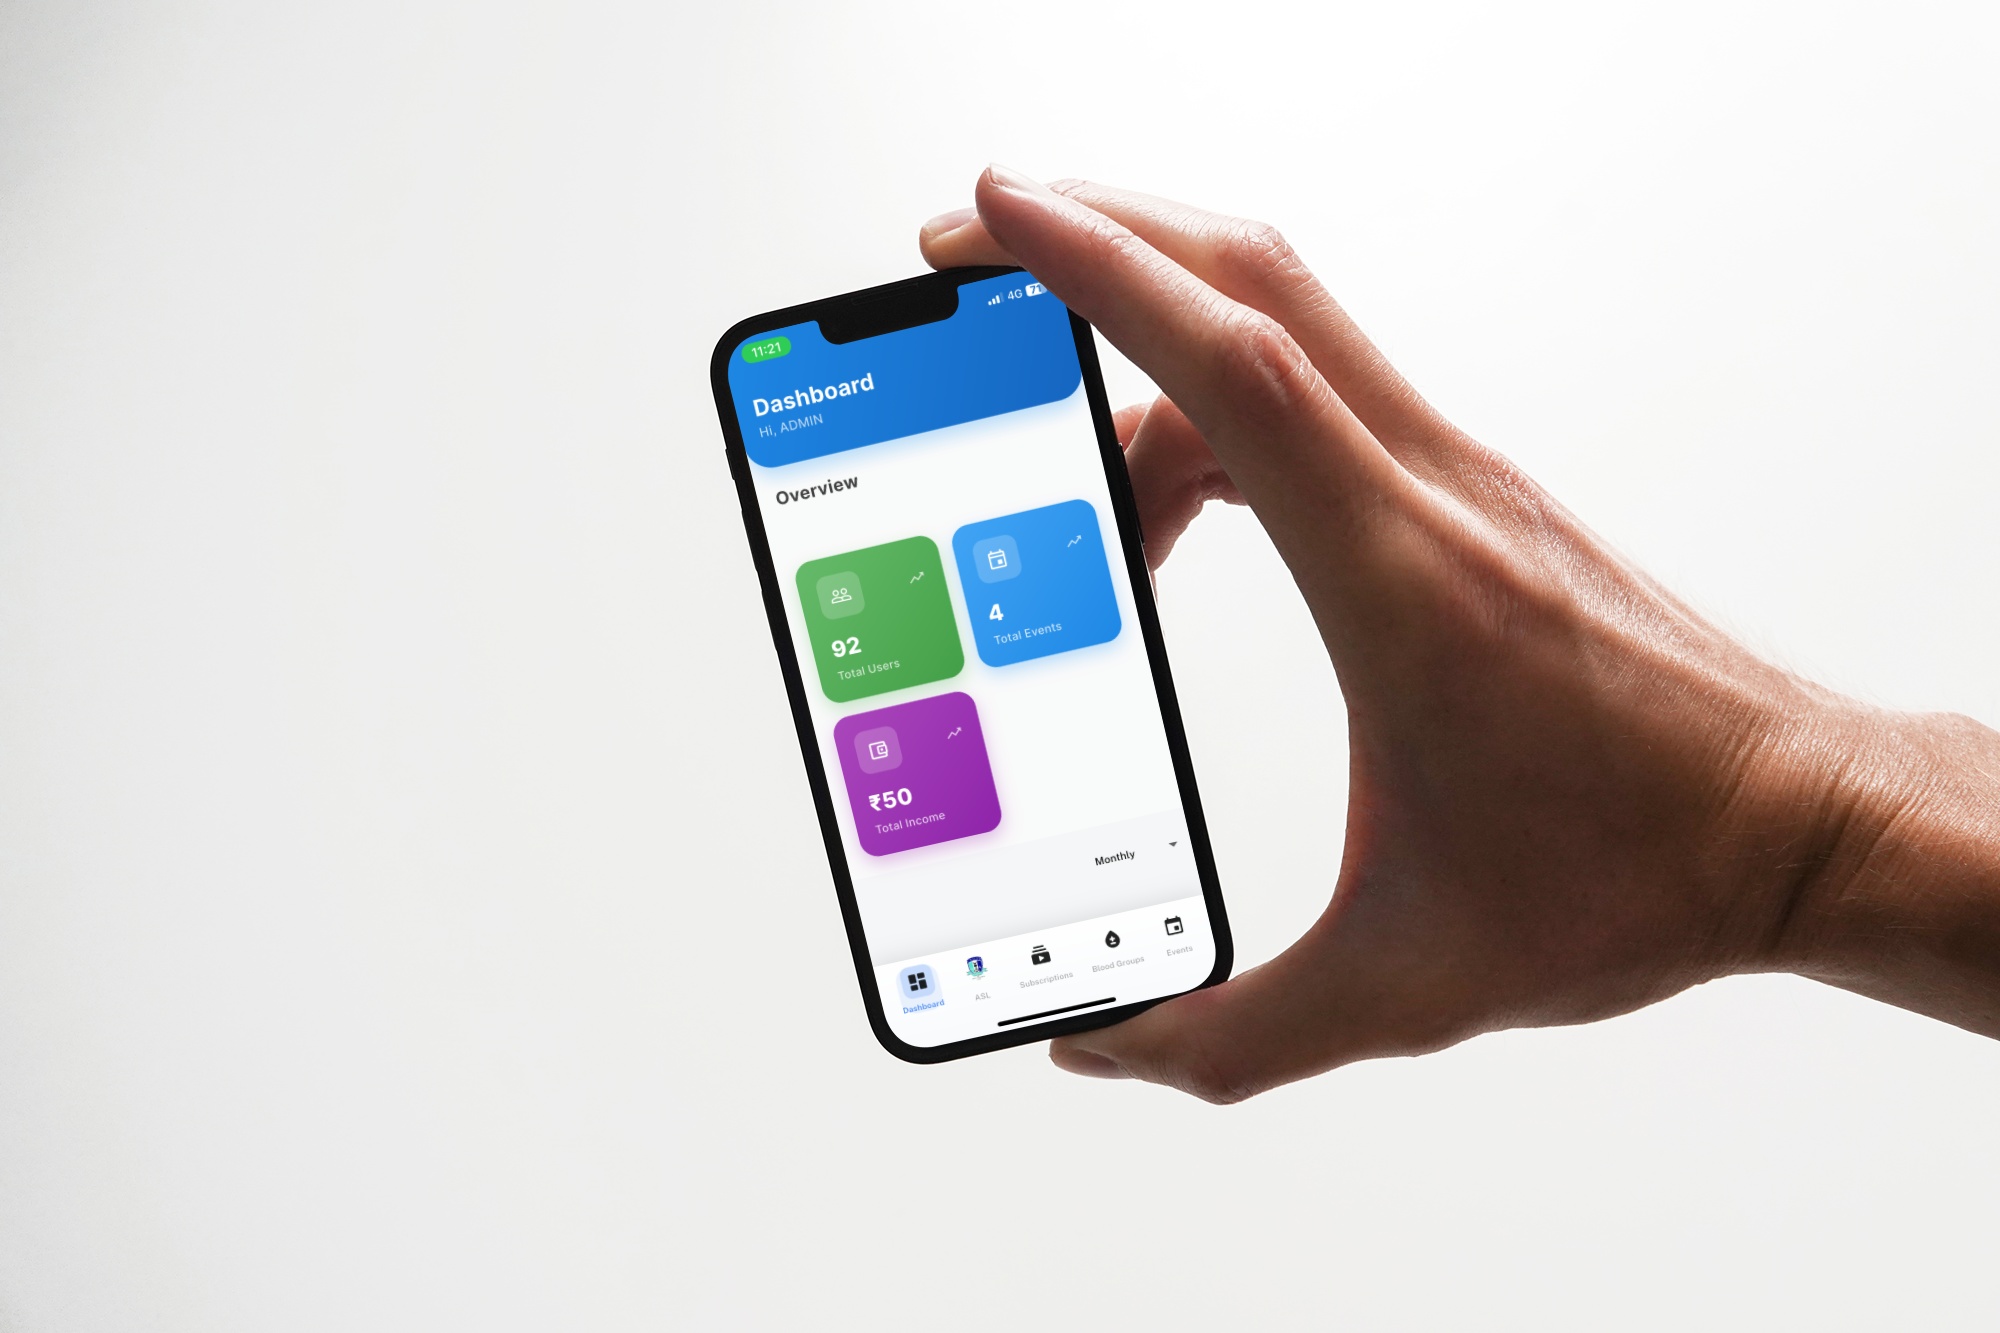 11:21
4G 71
Dashboard
Hi, ADMIN
Overview
92
Total Users
4
Total Events
₹50
Total Income
Monthly
Dashboard
ASL
Subscriptions
Blood Groups
Events